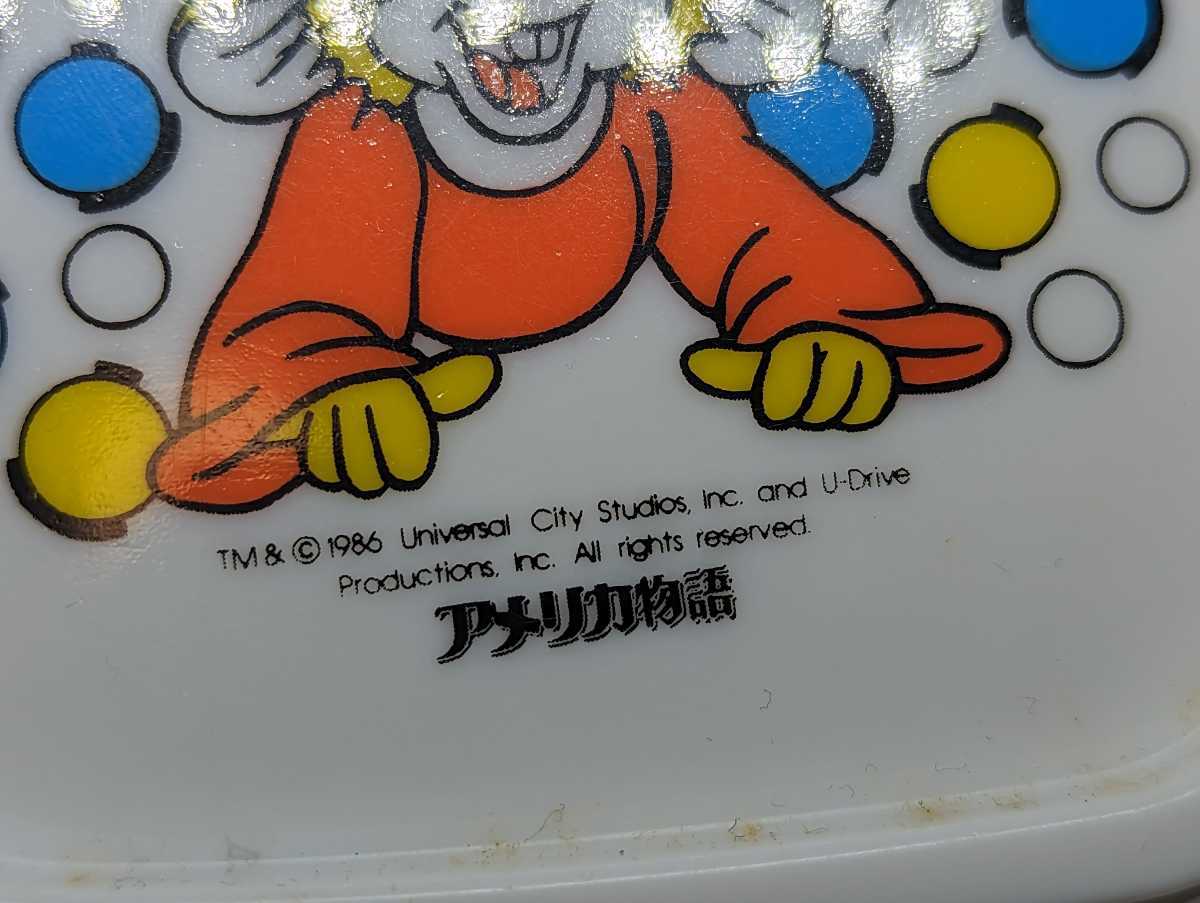 TM & © 1986 Universal City Studios, Inc. and U-Drive
Productions, Inc. All rights reserved.
アメリカ物語